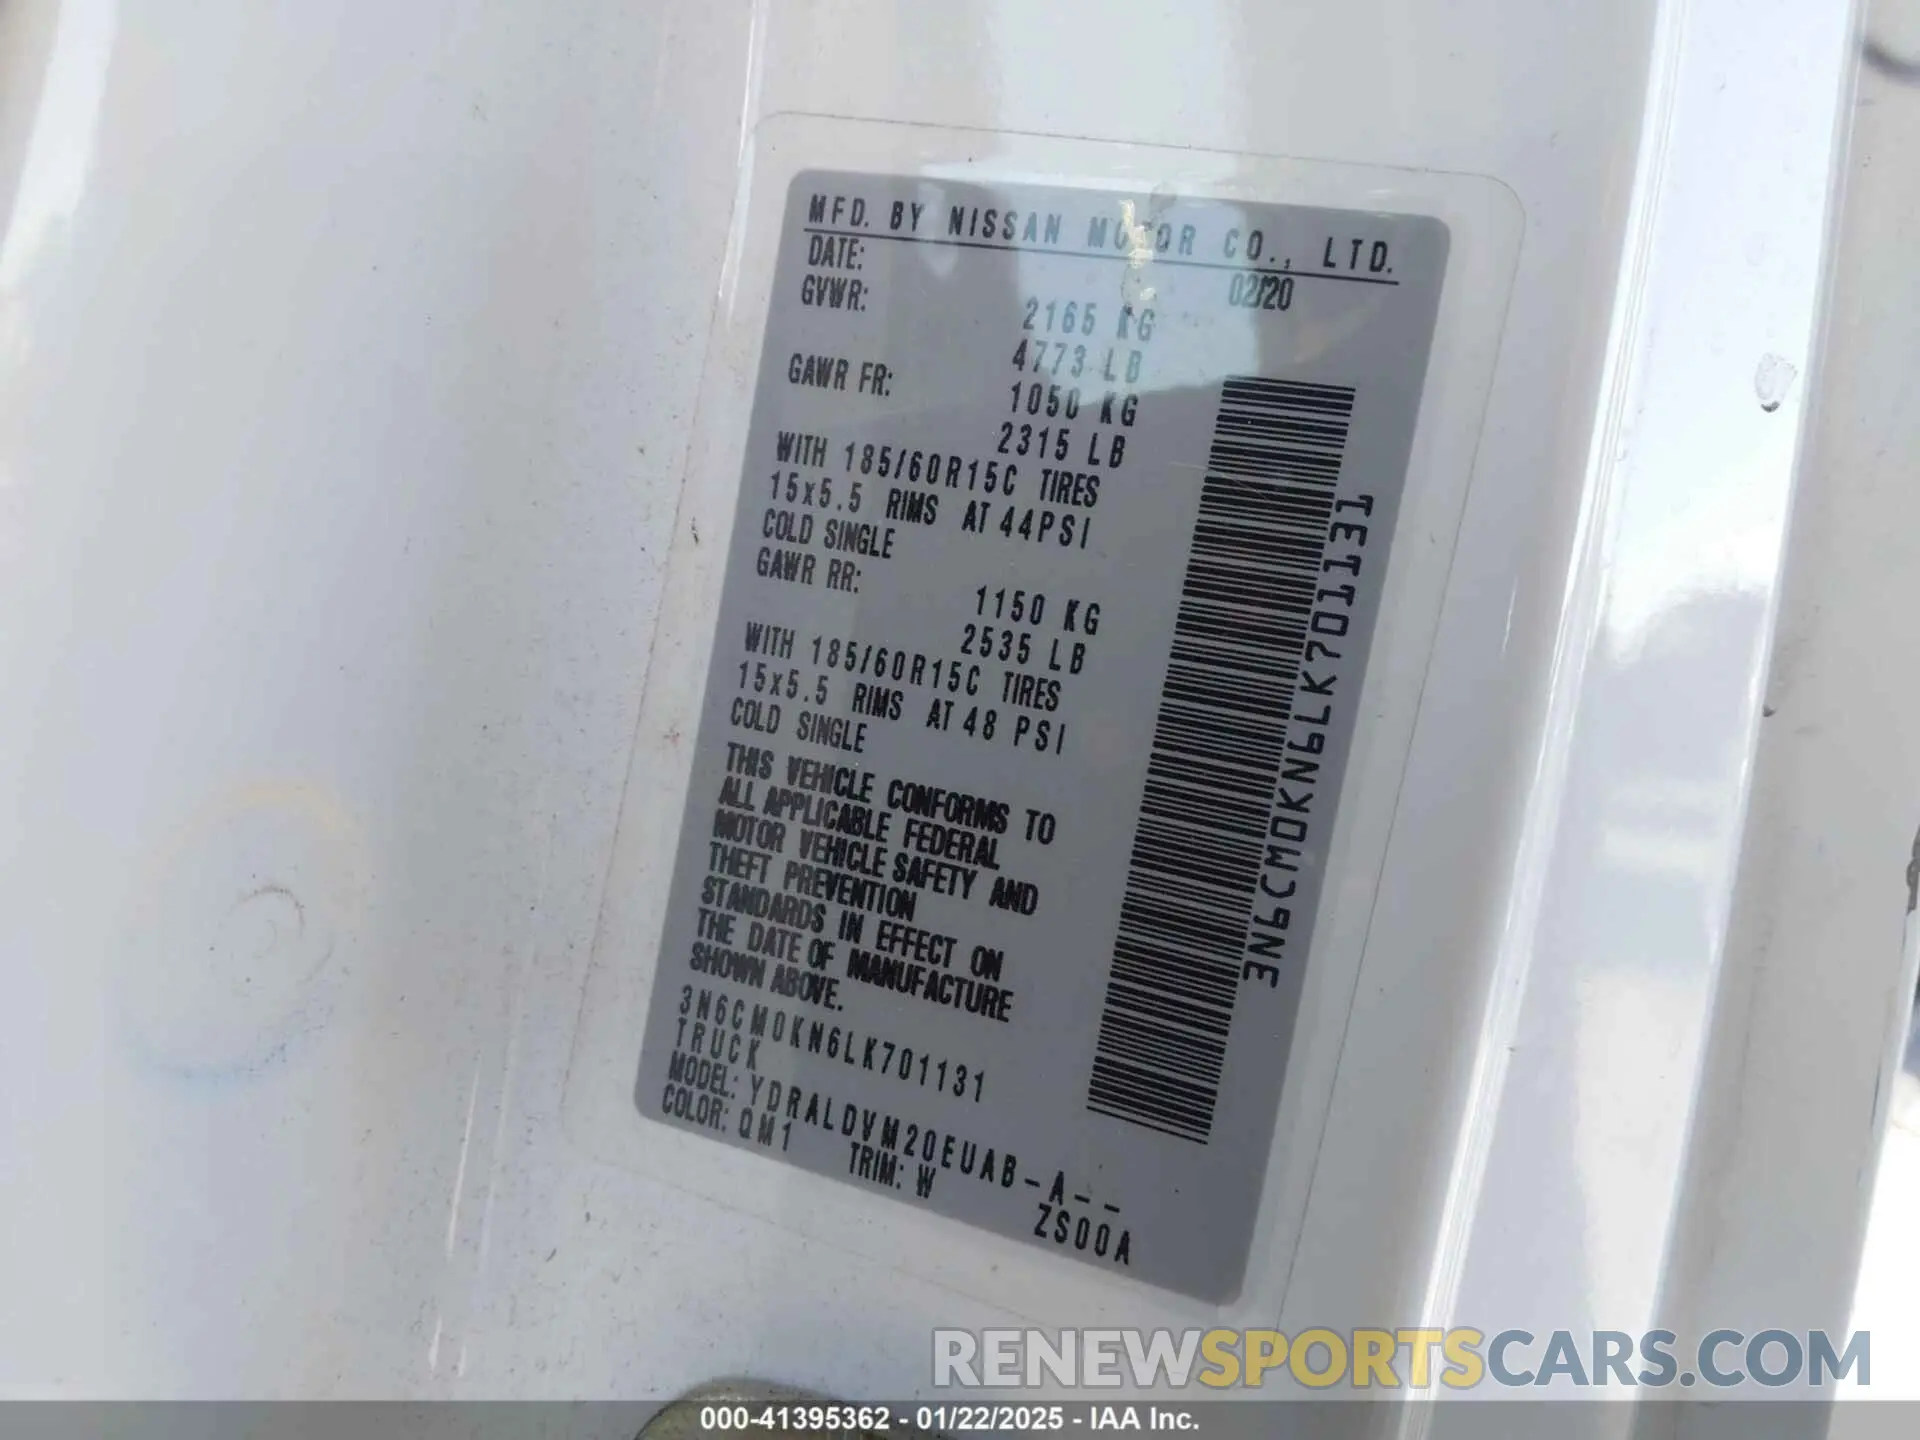 MFD. BY NISSAN MOTOR CO., LTD.
DATE: 02/20
GVWR: 2165 KG
4773 LB
GAWR FR: 1050 KG
2315 LB
WITH 185/60R15C TIRES
15x5.5 RIMS AT 44PSI
COLD SINGLE
GAWR RR: 1150 KG
2535 LB
WITH 185/60R15C TIRES
15x5.5 RIMS AT 48 PSI
COLD SINGLE
THIS VEHICLE CONFORMS TO
ALL APPLICABLE FEDERAL
MOTOR VEHICLE SAFETY AND
THEFT PREVENTION
STANDARDS IN EFFECT ON
THE DATE OF MANUFACTURE
SHOWN ABOVE.
3N6CM0KN6LK701131
TRUCK
MODEL: YDRALDVM20EUAB-A--
COLOR: QM1 TRIM: W ZS00A
3N6CM0KN6LK701131
RENEWSPORTSCARS.COM
000-41395362 - 01/22/2025 - IAA Inc.